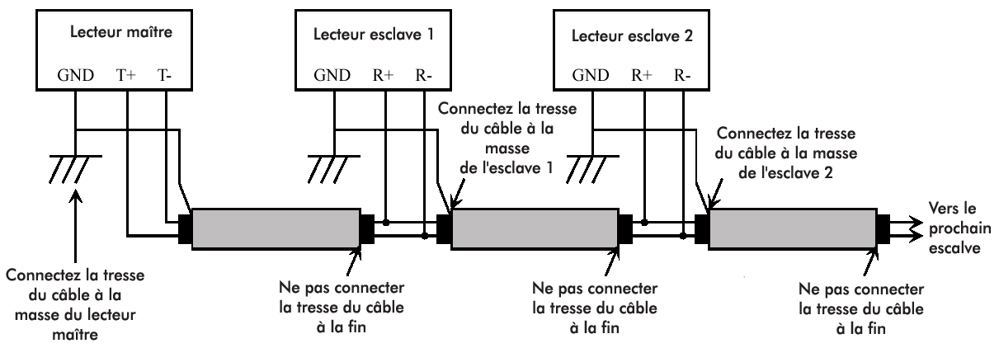 Lecteur maître
GND T+ T-
Lecteur esclave 1
GND R+ R-
Lecteur esclave 2
GND R+ R-
Connectez la tresse
du câble à la
masse
de l'esclave 1
Connectez la tresse
du câble à la masse
de l'esclave 2
Vers le
prochain
escalve
Connectez la tresse
du câble à la
masse du lecteur
maître
Ne pas connecter
la tresse du câble
à la fin
Ne pas connecter
la tresse du câble
à la fin
Ne pas connecter
la tresse du câble
à la fin